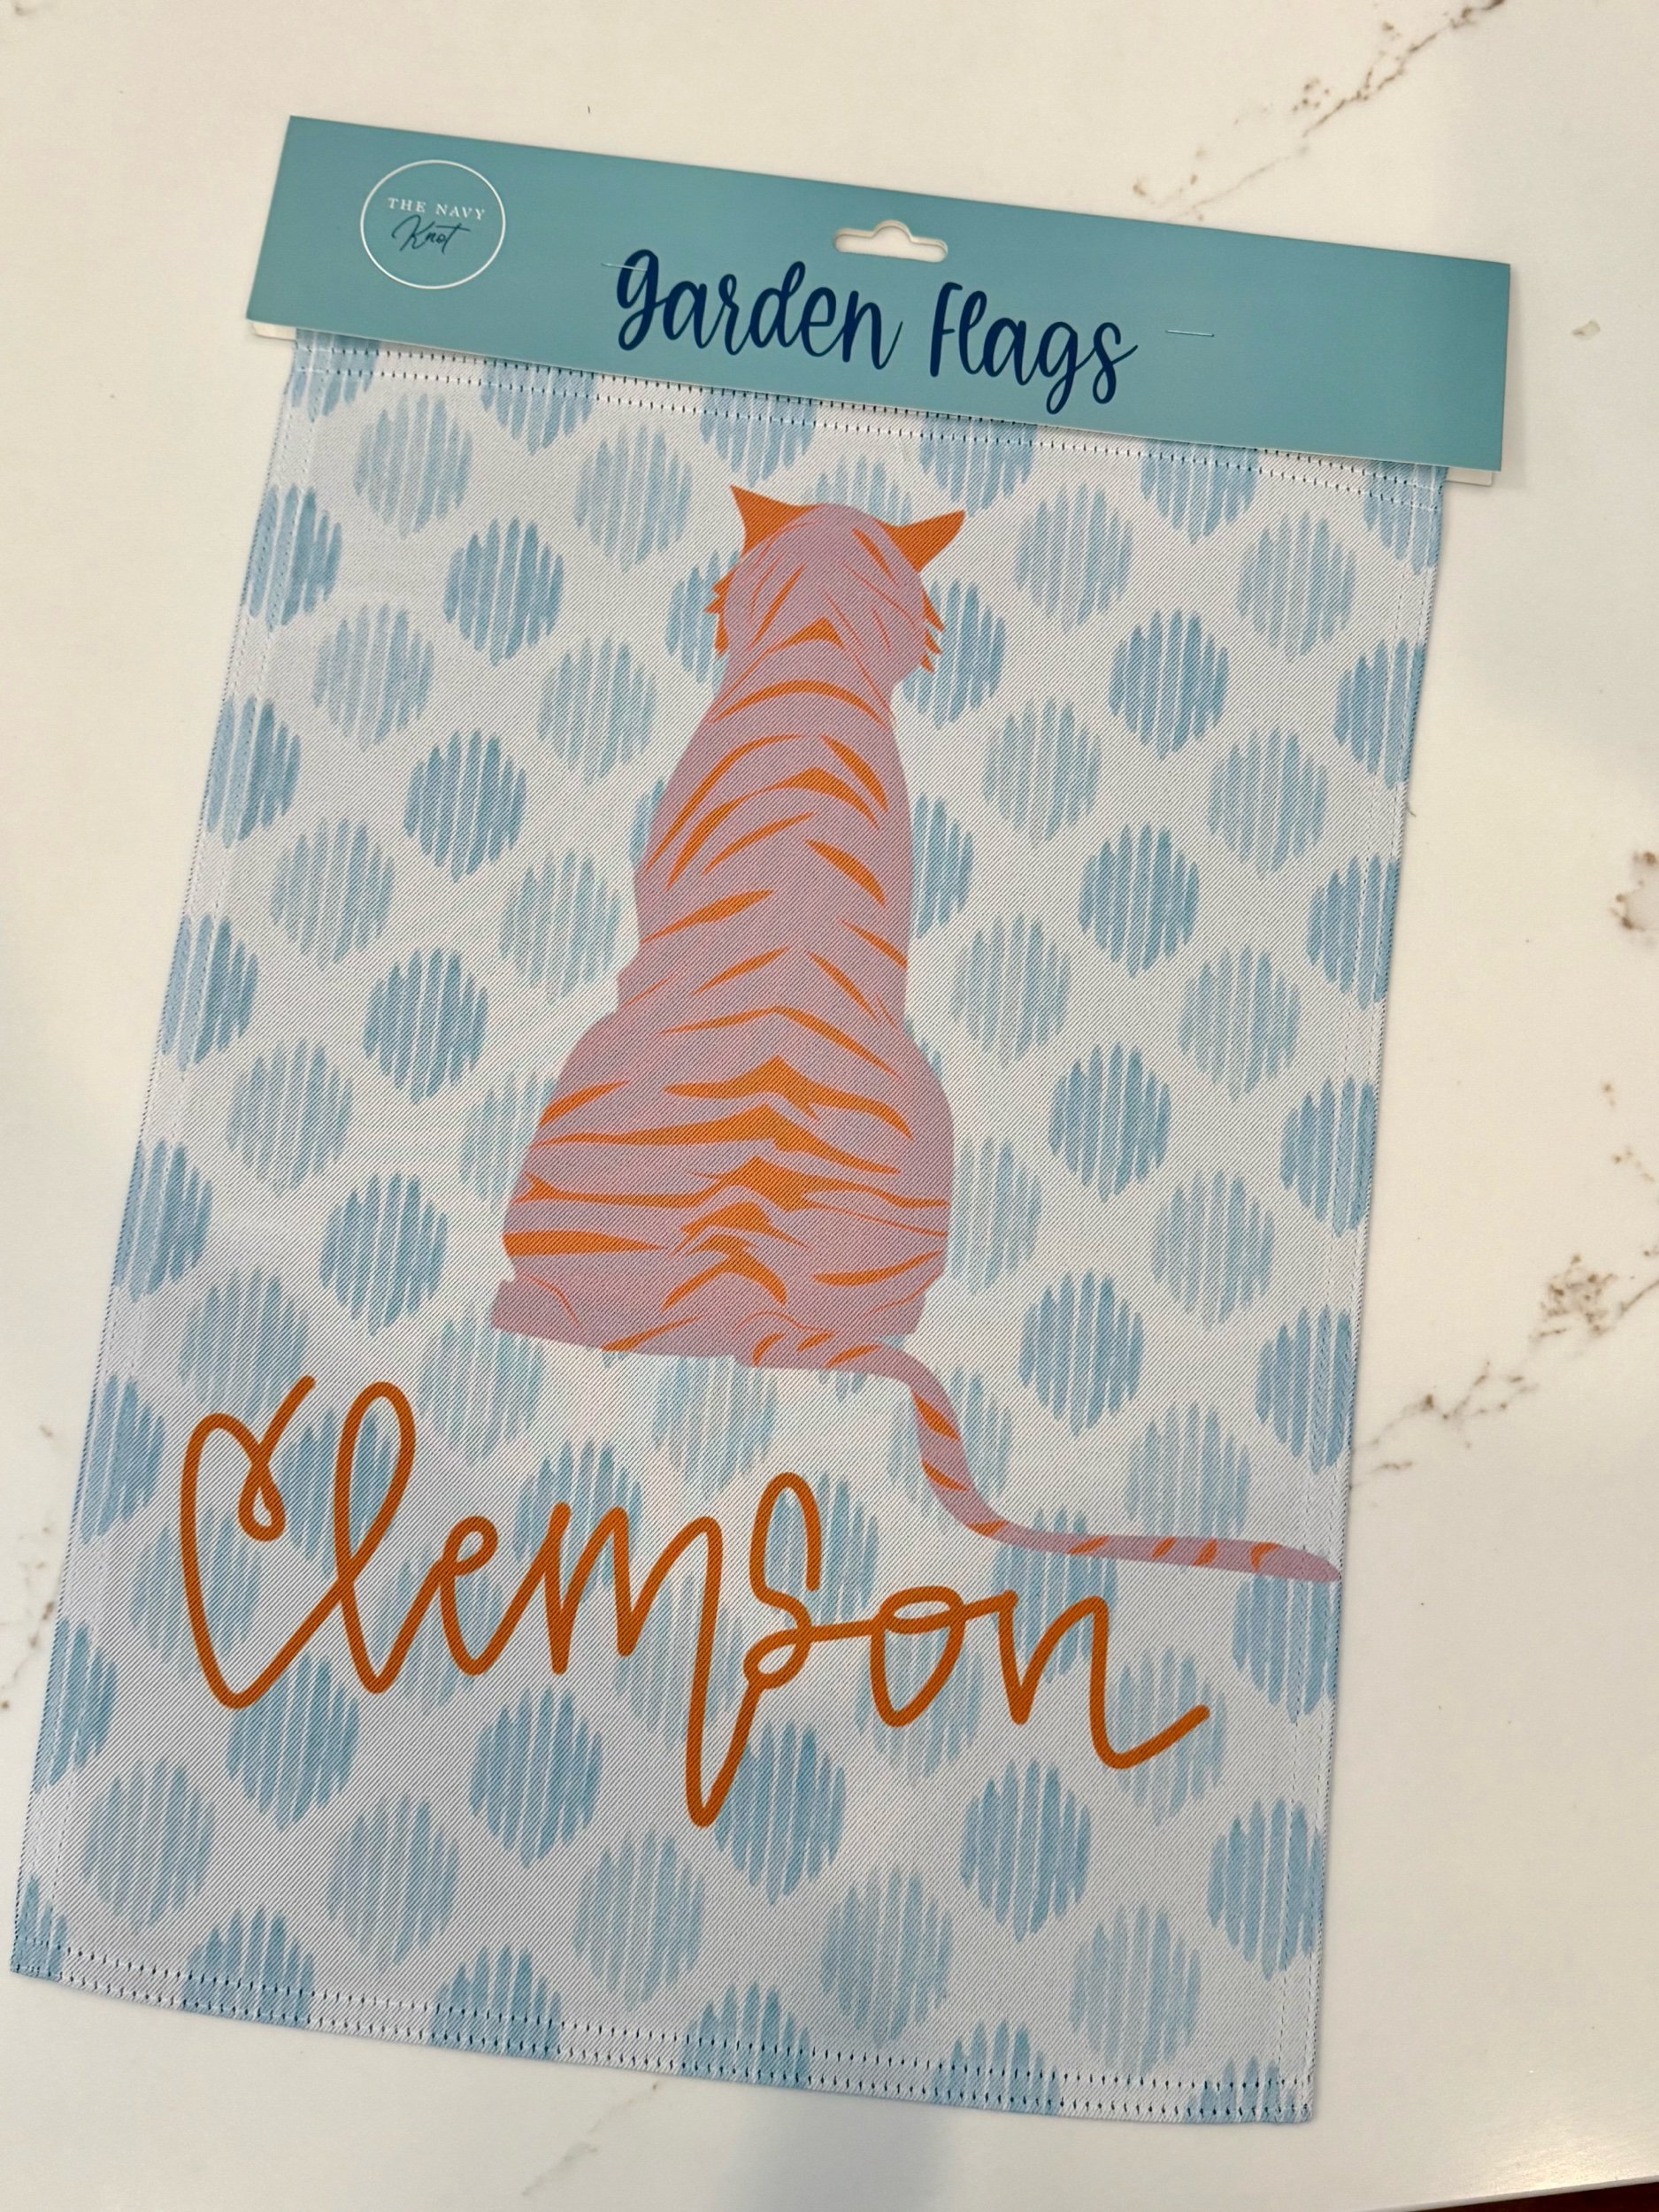 THE NAVY
Knot
garden flags
Clemson